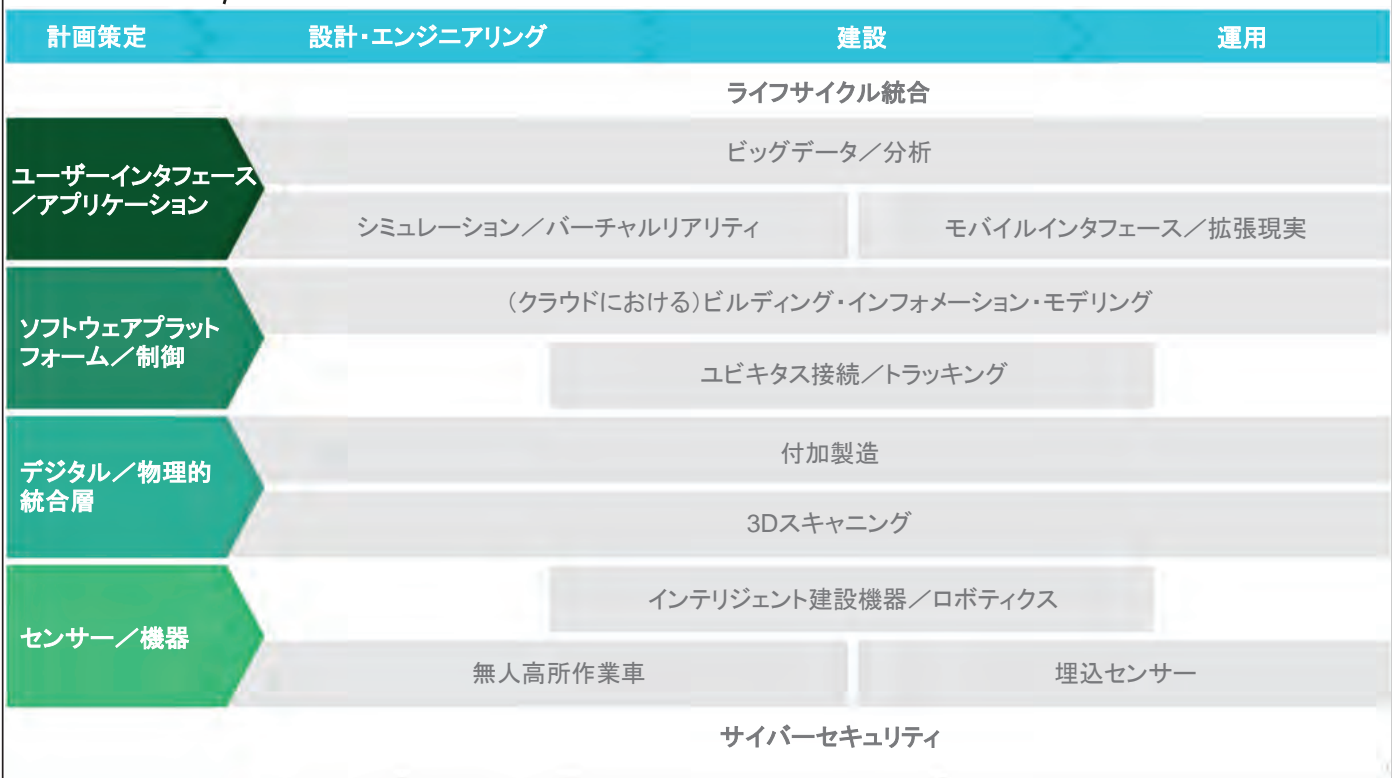 計画策定
設計・エンジニアリング
建設
運用
ライフサイクル統合
ユーザーインタフェース
／アプリケーション
ビッグデータ／分析
シミュレーション／バーチャルリアリティ
モバイルインタフェース／拡張現実
ソフトウェアプラット
フォーム／制御
（クラウドにおける）ビルディング・インフォメーション・モデリング
ユビキタス接続／トラッキング
デジタル／物理的
統合層
付加製造
3Dスキャニング
センサー／機器
インテリジェント建設機器／ロボティクス
無人高所作業車
埋込センサー
サイバーセキュリティ